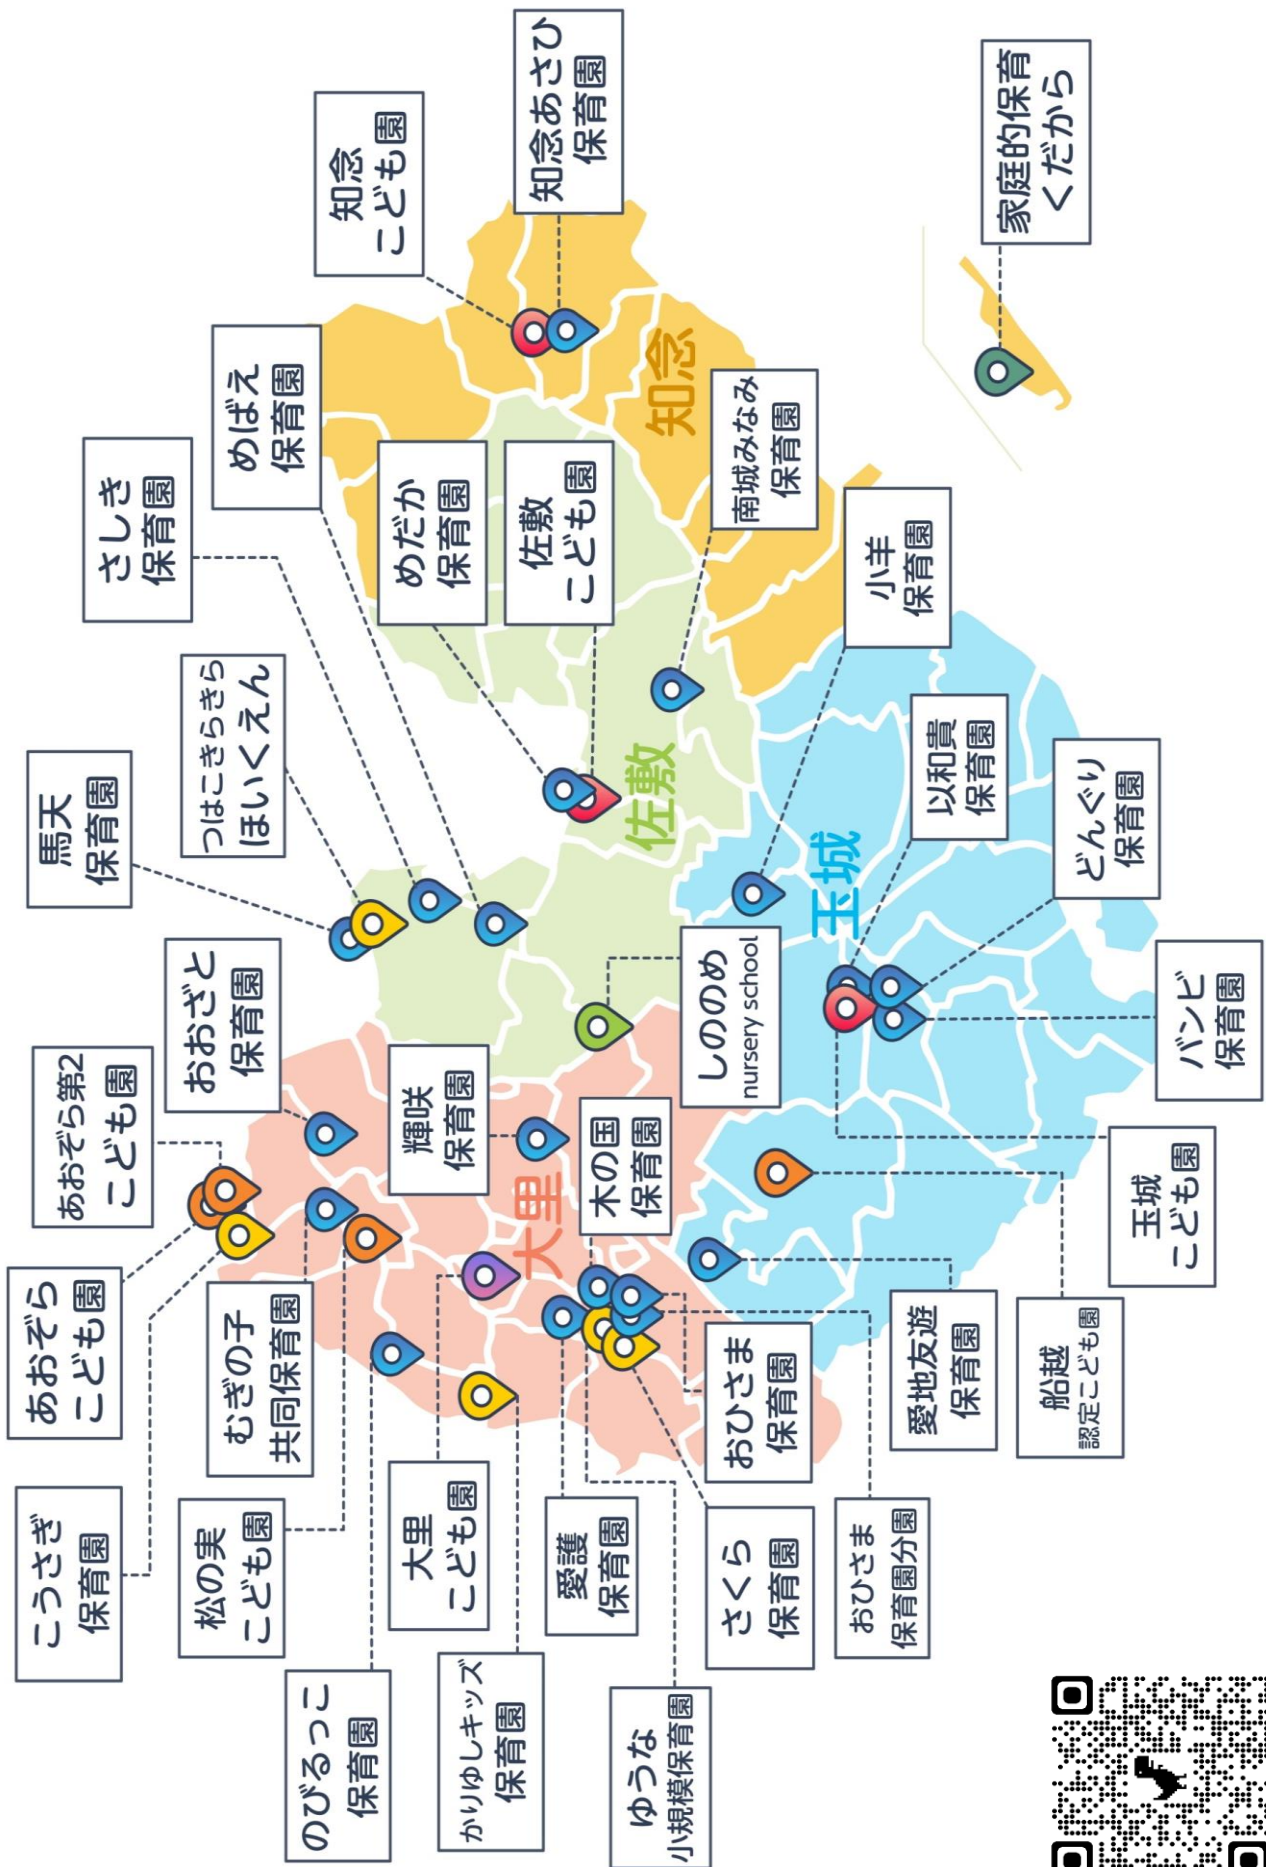 こうさぎ
保育園
あおぞら
こども園
あおぞら第2
こども園
おおざと
保育園
馬天
保育園
つはこきらきら
ほいくえん
さしき
保育園
めばえ
保育園
知念
こども園
知念あさひ
保育園
松の実
こども園
むぎの子
共同保育園
輝咲
保育園
めだか
保育園
佐敷
こども園
のびるっこ
保育園
大里
こども園
大里
木の国
保育園
しののめ
nursery school
佐敷
知念
南城みなみ
保育園
かりゆしキッズ
保育園
愛護
保育園
おひさま
保育園
玉城
小羊
保育園
以和貴
保育園
家庭的保育
くだから
ゆうな
小規模保育園
さくら
保育園
おひさま
保育園分園
愛地友遊
保育園
船越
認定こども園
玉城
こども園
バンビ
保育園
どんぐり
保育園